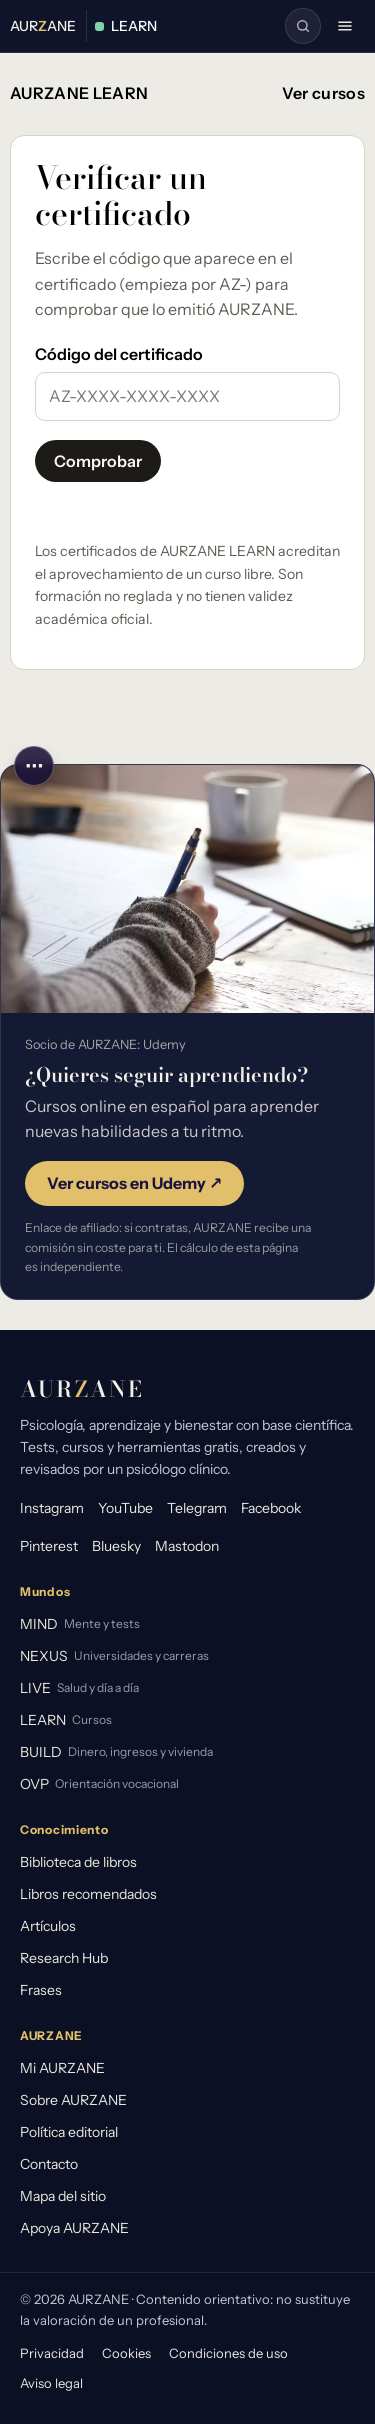 AURZANE LEARN
AURZANE LEARN Ver cursos
Verificar un
certificado
Escribe el código que aparece en el
certificado (empieza por AZ-) para
comprobar que lo emitió AURZANE.
Código del certificado
AZ-XXXX-XXXX-XXXX
Comprobar
Los certificados de AURZANE LEARN acreditan
el aprovechamiento de un curso libre. Son
formación no reglada y no tienen validez
académica oficial.
Socio de AURZANE: Udemy
¿Quieres seguir aprendiendo?
Cursos online en español para aprender
nuevas habilidades a tu ritmo.
Ver cursos en Udemy ↗
Enlace de afiliado: si contratas, AURZANE recibe una
comisión sin coste para ti. El cálculo de esta página
es independiente.
AURZANE
Psicología, aprendizaje y bienestar con base científica.
Tests, cursos y herramientas gratis, creados y
revisados por un psicólogo clínico.
Instagram YouTube Telegram Facebook
Pinterest Bluesky Mastodon
Mundos
MIND Mente y tests
NEXUS Universidades y carreras
LIVE Salud y día a día
LEARN Cursos
BUILD Dinero, ingresos y vivienda
OVP Orientación vocacional
Conocimiento
Biblioteca de libros
Libros recomendados
Artículos
Research Hub
Frases
AURZANE
Mi AURZANE
Sobre AURZANE
Política editorial
Contacto
Mapa del sitio
Apoya AURZANE
© 2026 AURZANE · Contenido orientativo: no sustituye
la valoración de un profesional.
Privacidad Cookies Condiciones de uso
Aviso legal